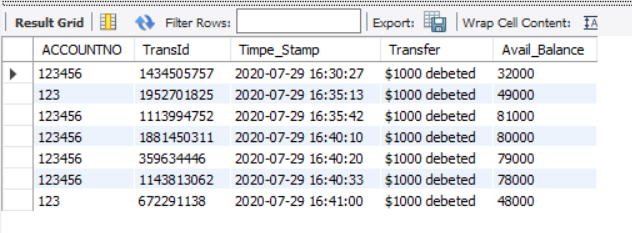 Result Grid Filter Rows: Export: Wrap Cell Content: IA
ACCOUNTNO TransId Timpe_Stamp Transfer Avail_Balance
123456 1434505757 2020-07-29 16:30:27 $1000 debeted 32000
123 1952701825 2020-07-29 16:35:13 $1000 debeted 49000
123456 1113994752 2020-07-29 16:35:42 $1000 debeted 81000
123456 1881450311 2020-07-29 16:40:10 $1000 debeted 80000
123456 359634446 2020-07-29 16:40:20 $1000 debeted 79000
123456 1143813062 2020-07-29 16:40:33 $1000 debeted 78000
123 672291138 2020-07-29 16:41:00 $1000 debeted 48000